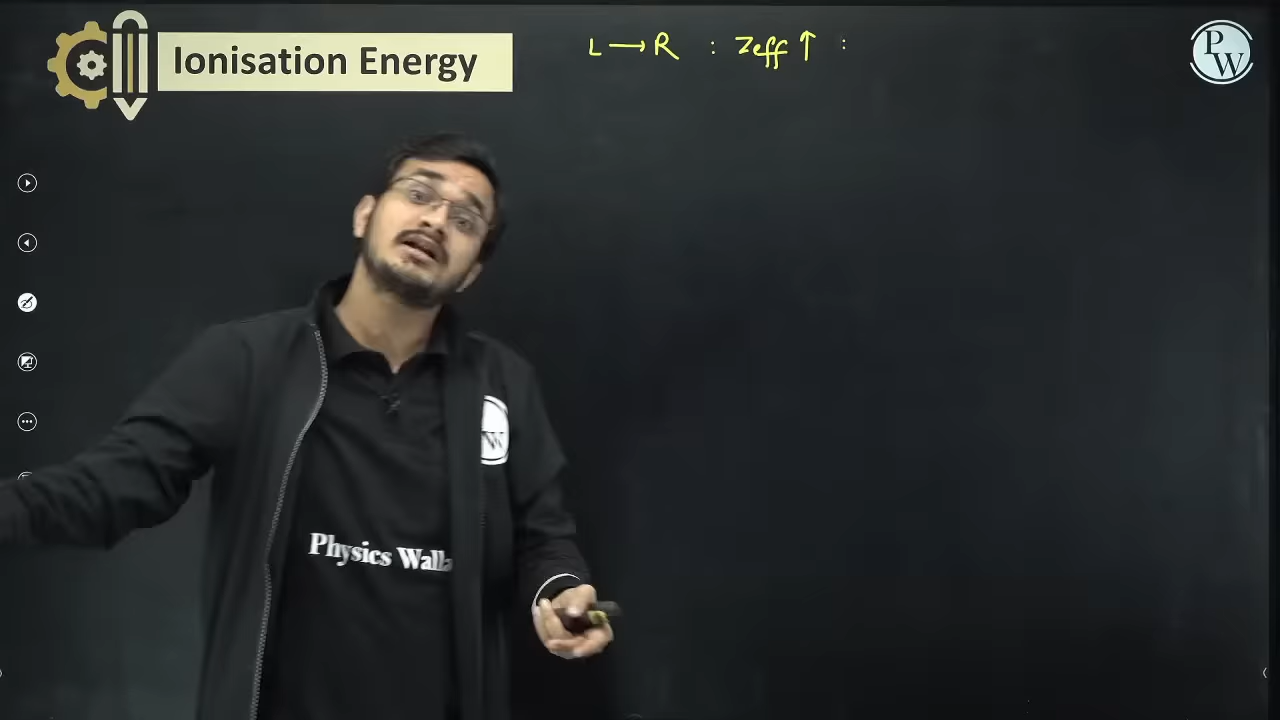 Ionisation Energy
L ⟶ R : Zeff ↑ :
PW
W
Physics Walla